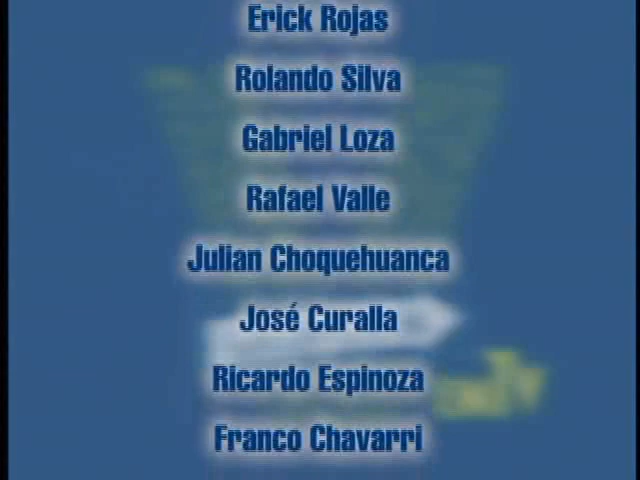 Erick Rojas
Rolando Silva
Gabriel Loza
Rafael Valle
Julian Choquehuanca
José Curalla
Ricardo Espinoza
Franco Chavarri